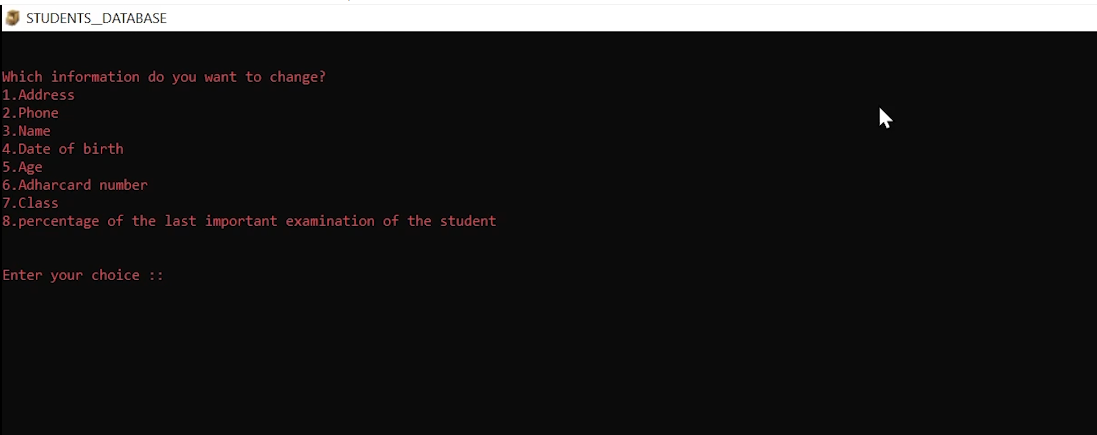 STUDENTS__DATABASE
Which information do you want to change?
1.Address
2.Phone
3.Name
4.Date of birth
5.Age
6.Adharcard number
7.Class
8.percentage of the last important examination of the student
Enter your choice ::